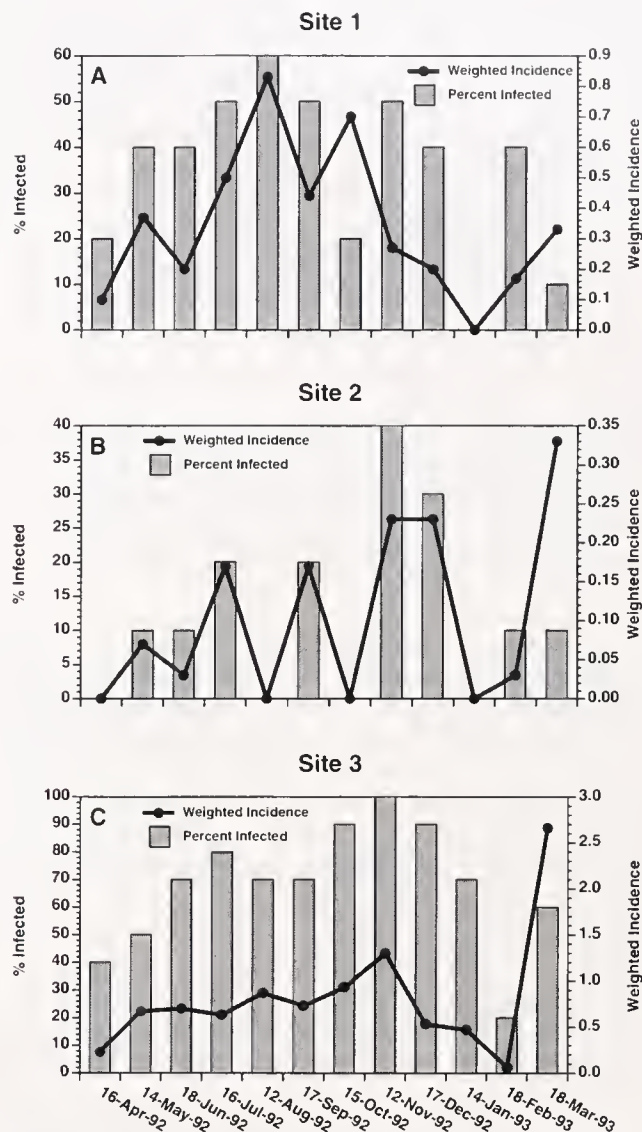 Site 1
A
Weighted Incidence
Percent Infected
% Infected
60
50
40
30
20
10
0
0.9
0.8
0.7
0.6
0.5
0.4
0.3
0.2
0.1
0.0
Weighted Incidence
Site 2
B
Weighted Incidence
Percent Infected
% Infected
40
35
30
25
20
15
10
5
0
0.35
0.30
0.25
0.20
0.15
0.10
0.05
0.00
Weighted Incidence
Site 3
C
Weighted Incidence
Percent Infected
% Infected
100
90
80
70
60
50
40
30
20
10
0
3.0
2.5
2.0
1.5
1.0
0.5
0.0
Weighted Incidence
16-Apr-92
14-May-92
18-Jun-92
16-Jul-92
12-Aug-92
17-Sep-92
15-Oct-92
12-Nov-92
17-Dec-92
14-Jan-93
18-Feb-93
18-Mar-93